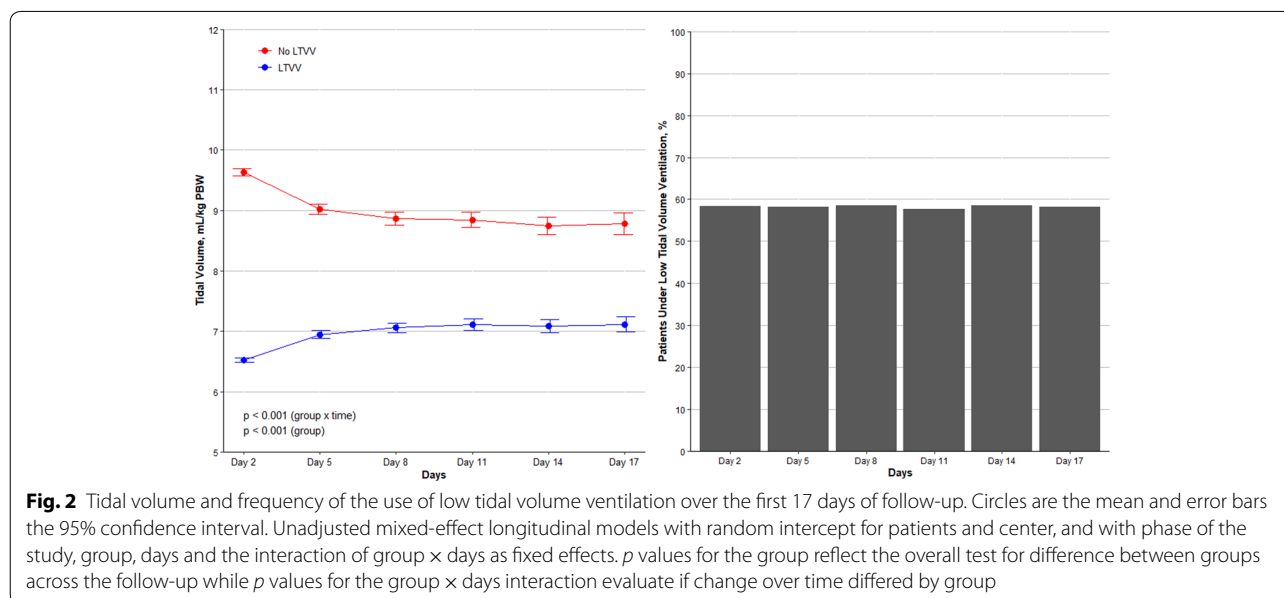 12
11
10
9
8
7
6
5
Tidal Volume, mL/kg PBW
No LTVV
LTVV
p < 0.001 (group x time)
p < 0.001 (group)
Day 2 Day 5 Day 8 Day 11 Day 14 Day 17
Days
100
90
80
70
60
50
40
30
20
10
0
Patients Under Low Tidal Volume Ventilation, %
Day 2 Day 5 Day 8 Day 11 Day 14 Day 17
Days
Fig. 2 Tidal volume and frequency of the use of low tidal volume ventilation over the first 17 days of follow-up. Circles are the mean and error bars
the 95% confidence interval. Unadjusted mixed-effect longitudinal models with random intercept for patients and center, and with phase of the
study, group, days and the interaction of group × days as fixed effects. p values for the group reflect the overall test for difference between groups
across the follow-up while p values for the group × days interaction evaluate if change over time differed by group